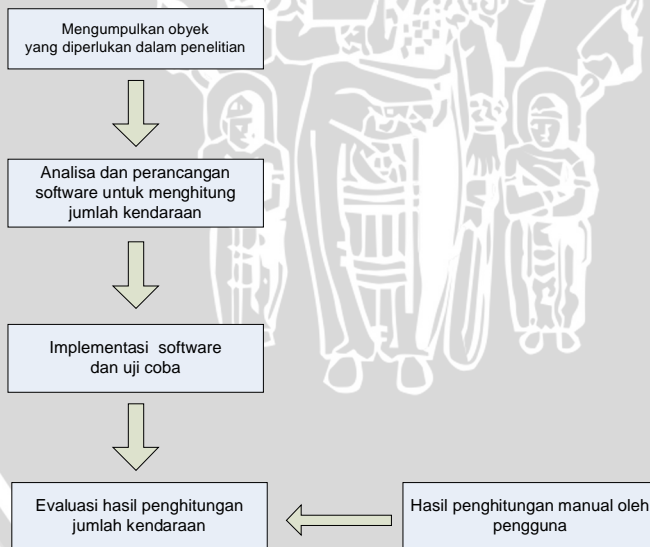 Mengumpulkan obyek
yang diperlukan dalam penelitian
Analisa dan perancangan
software untuk menghitung
jumlah kendaraan
Implementasi software
dan uji coba
Evaluasi hasil penghitungan
jumlah kendaraan
Hasil penghitungan manual oleh
pengguna